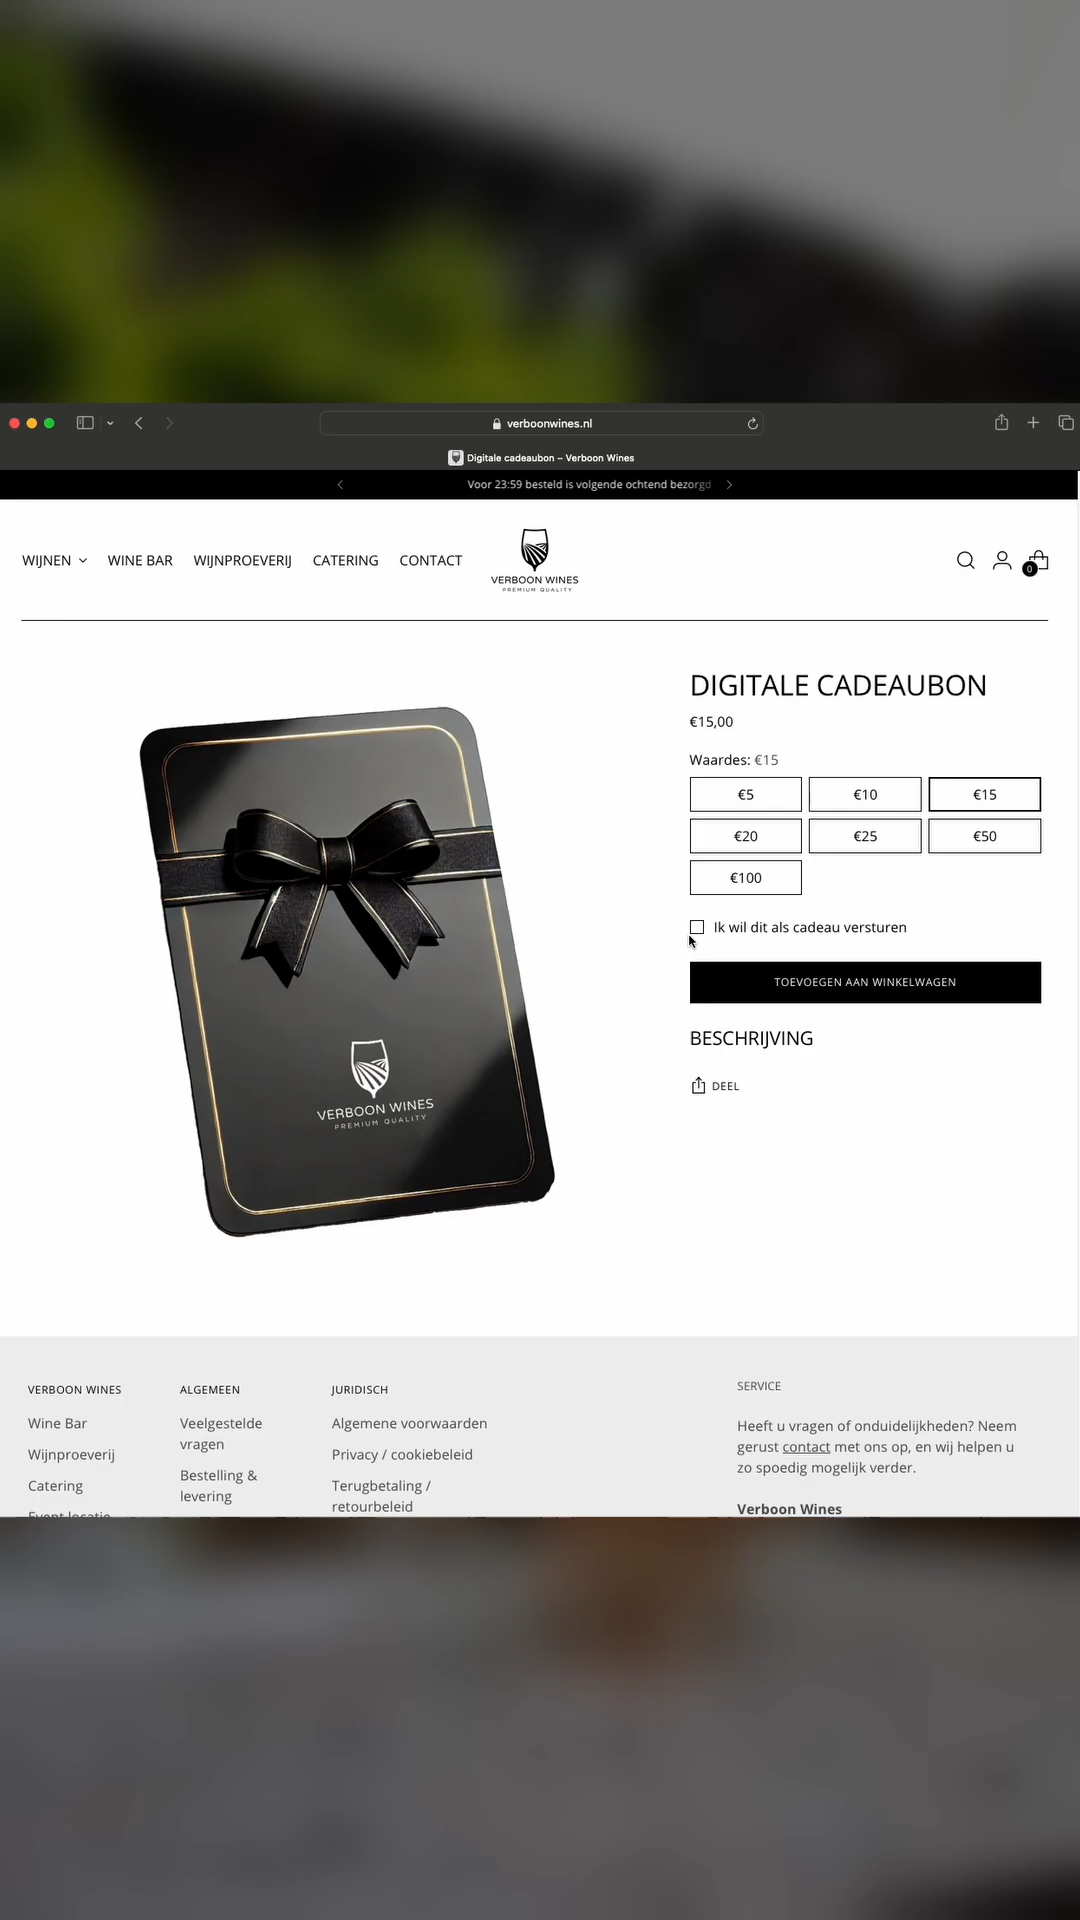 verboonwines.nl
Digitale cadeaubon – Verboon Wines
Voor 23:59 besteld is volgende ochtend bezorgd
WIJNEN
WINE BAR
WIJNPROEVERIJ
CATERING
CONTACT
VERBOON WINES
PREMIUM QUALITY
0
DIGITALE CADEAUBON
€15,00
Waardes: €15
€5
€10
€15
€20
€25
€50
€100
Ik wil dit als cadeau versturen
TOEVOEGEN AAN WINKELWAGEN
BESCHRIJVING
DEEL
VERBOON WINES
PREMIUM QUALITY
VERBOON WINES
Wine Bar
Wijnproeverij
Catering
Event locatie
ALGEMEEN
Veelgestelde
vragen
Bestelling &
levering
JURIDISCH
Algemene voorwaarden
Privacy / cookiebeleid
Terugbetaling /
retourbeleid
SERVICE
Heeft u vragen of onduidelijkheden? Neem
gerust contact met ons op, en wij helpen u
zo spoedig mogelijk verder.
Verboon Wines